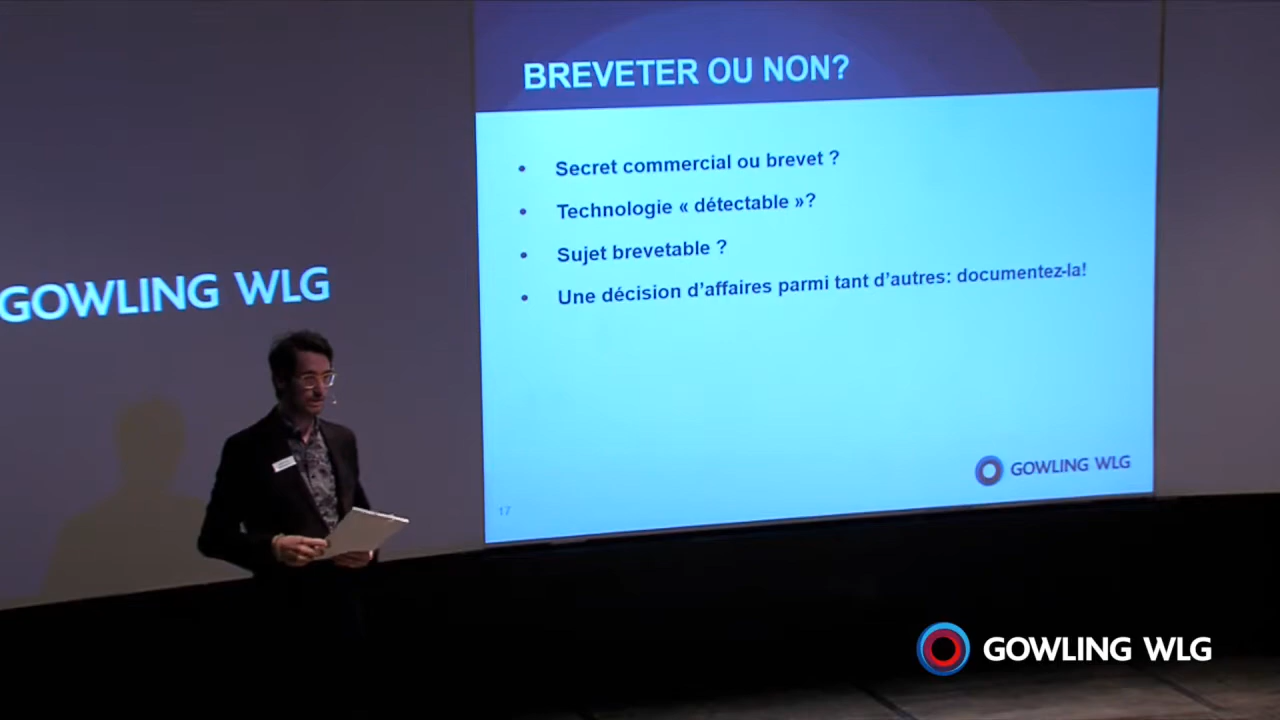 BREVETER OU NON?
• Secret commercial ou brevet ?
• Technologie « détectable »?
• Sujet brevetable ?
• Une décision d'affaires parmi tant d'autres: documentez-la!
GOWLING WLG
17
GOWLING WLG
GOWLING WLG